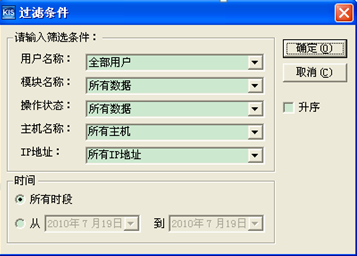 KIS 过滤条件
请输入筛选条件：
用户名称： 全部用户
模块名称： 所有数据
操作状态： 所有数据
主机名称： 所有主机
IP地址： 所有IP地址
确定(O)
取消(C)
升序
时间
所有时段
从 2010年 7月19日 到 2010年 7月19日